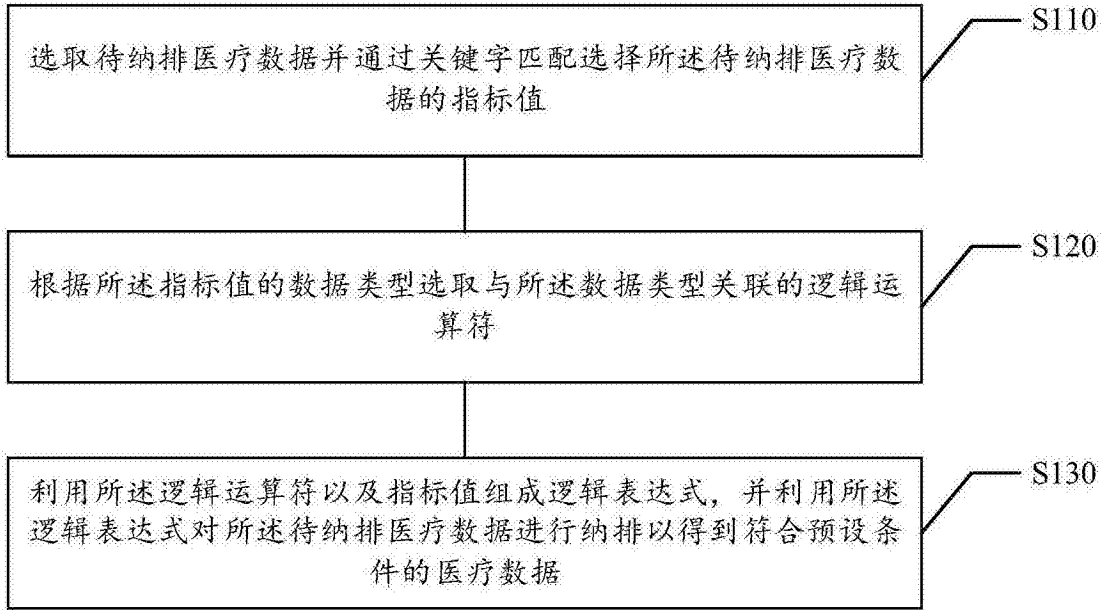 S110
选取待纳排医疗数据并通过关键字匹配选择所述待纳排医疗数
据的指标值
S120
根据所述指标值的数据类型选取与所述数据类型关联的逻辑运
算符
S130
利用所述逻辑运算符以及指标值组成逻辑表达式，并利用所述
逻辑表达式对所述待纳排医疗数据进行纳排以得到符合预设条
件的医疗数据